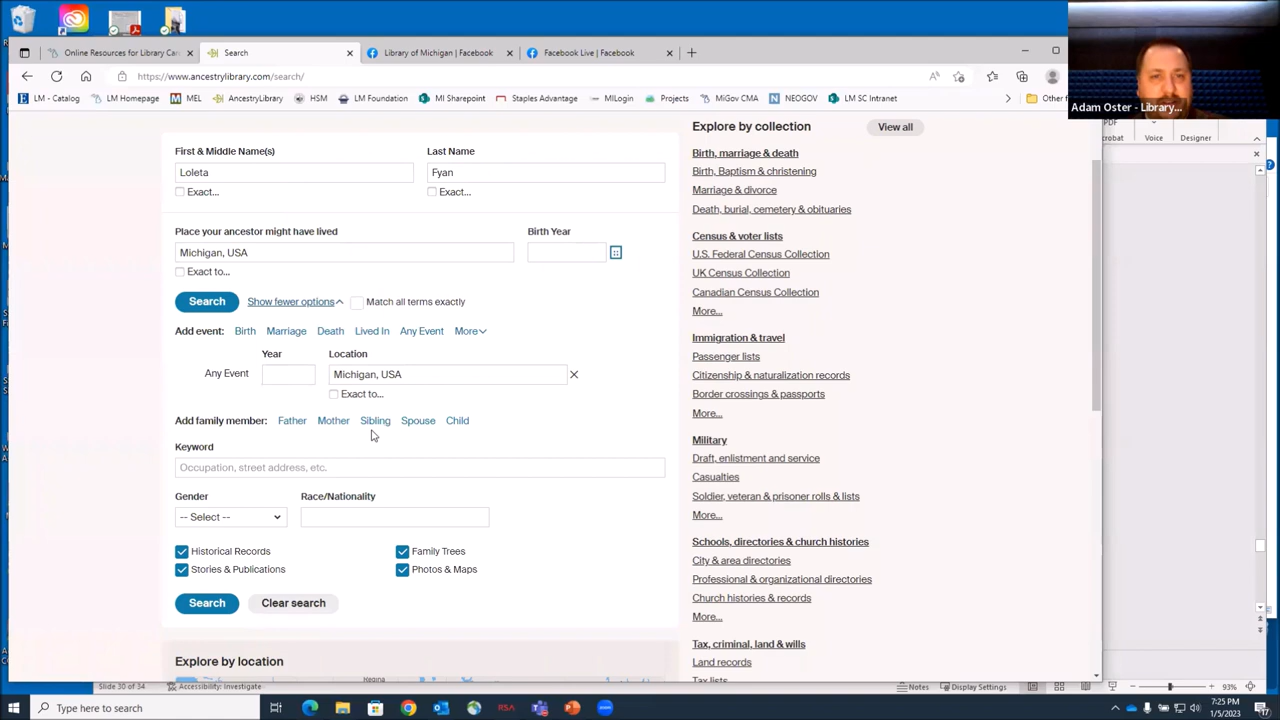 Adam Oster - Library...
Online Resources for Library Car
Search
Library of Michigan | Facebook
Facebook Live | Facebook
https://www.ancestrylibrary.com/search/
LM - Catalog
LM Homepage
MEL
AncestryLibrary
HSM
LM Foundation
MI Sharepoint
Staples Advantage
MILogin
Projects
MiGov CMA
NEOGOV
LM SC Intranet
Other f
PDF
crobat
Voice
Designer
First & Middle Name(s)
Last name
Loleta
Fyan
Exact...
Exact...
Place your ancestor might have lived
Birth Year
Michigan, USA
Exact to...
Search
Show fewer options
Match all terms exactly
Add event:
Birth
Marriage
Death
Lived In
Any Event
More
Year
Location
Any Event
Michigan, USA
Exact to...
Add family member:
Father
Mother
Sibling
Spouse
Child
Keyword
Occupation, street address, etc.
Gender
Race/Nationality
-- Select --
Historical Records
Family Trees
Stories & Publications
Photos & Maps
Search
Clear search
Explore by location
Regina
Explore by collection
View all
Birth, marriage & death
Birth, Baptism & christening
Marriage & divorce
Death, burial, cemetery & obituaries
Census & voter lists
U.S. Federal Census Collection
UK Census Collection
Canadian Census Collection
More...
Immigration & travel
Passenger lists
Citizenship & naturalization records
Border crossings & passports
More...
Military
Draft, enlistment and service
Casualties
Soldier, veteran & prisoner rolls & lists
More...
Schools, directories & church histories
City & area directories
Professional & organizational directories
Church histories & records
More...
Tax, criminal, land & wills
Land records
Tax lists
Slide 30 of 34
Accessibility: Investigate
Notes
Display Settings
93%
Type here to search
7:25 PM
1/5/2023
17